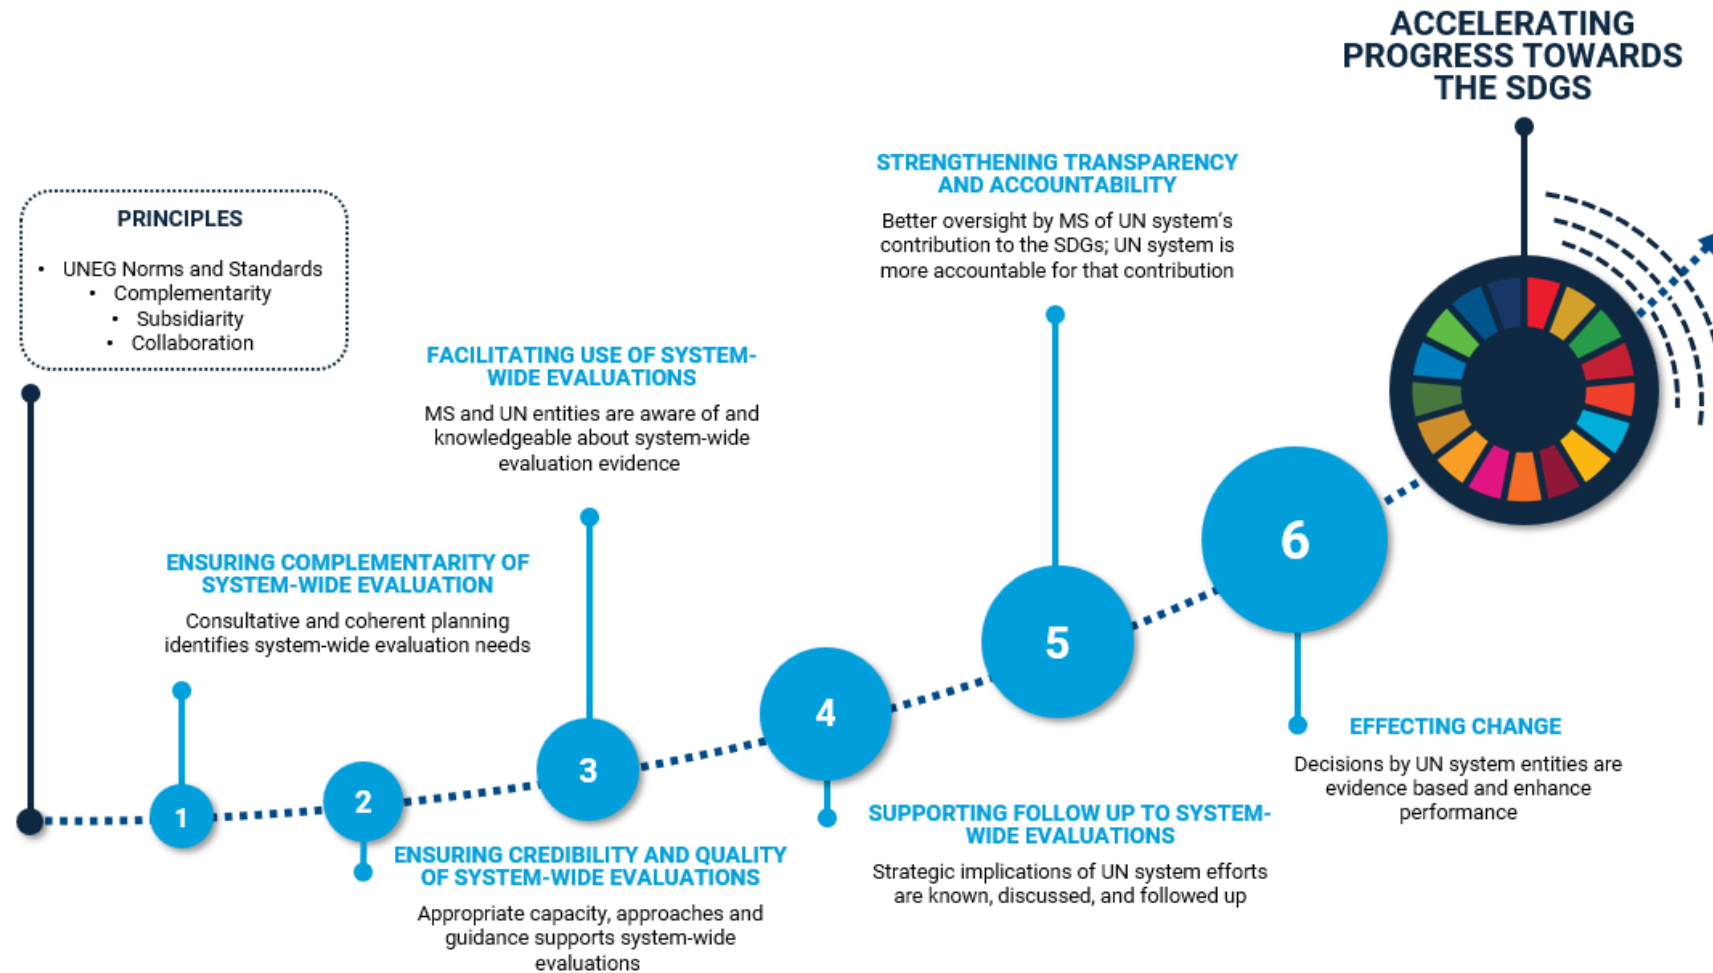 ACCELERATING
PROGRESS TOWARDS
THE SDGS
PRINCIPLES
• UNEG Norms and Standards
• Complementarity
• Subsidiarity
• Collaboration
ENSURING COMPLEMENTARITY OF
SYSTEM-WIDE EVALUATION
Consultative and coherent planning
identifies system-wide evaluation needs
1
2
ENSURING CREDIBILITY AND QUALITY
OF SYSTEM-WIDE EVALUATIONS
Appropriate capacity, approaches and
guidance supports system-wide
evaluations
FACILITATING USE OF SYSTEM-
WIDE EVALUATIONS
MS and UN entities are aware of and
knowledgeable about system-wide
evaluation evidence
3
4
SUPPORTING FOLLOW UP TO SYSTEM-
WIDE EVALUATIONS
Strategic implications of UN system efforts
are known, discussed, and followed up
STRENGTHENING TRANSPARENCY
AND ACCOUNTABILITY
Better oversight by MS of UN system's
contribution to the SDGs; UN system is
more accountable for that contribution
5
6
EFFECTING CHANGE
Decisions by UN system entities are
evidence based and enhance
performance